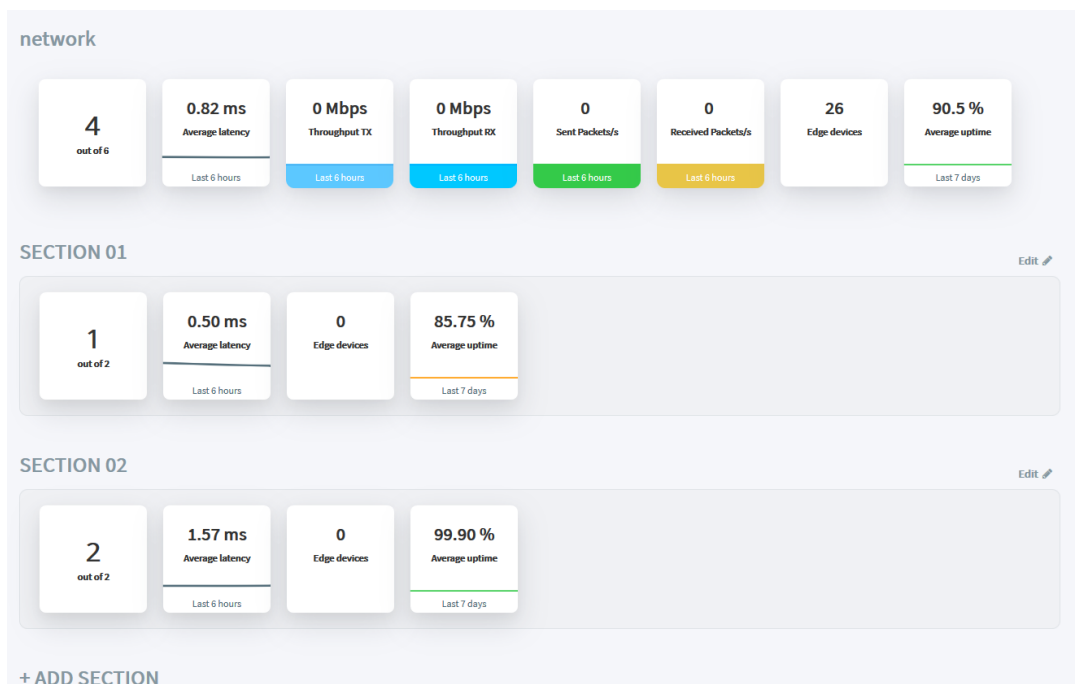 network
4
out of 6
0.82 ms
Average latency
Last 6 hours
0 Mbps
Throughput TX
Last 6 hours
0 Mbps
Throughput RX
Last 6 hours
0
Sent Packets/s
Last 6 hours
0
Received Packets/s
Last 6 hours
26
Edge devices
90.5 %
Average uptime
Last 7 days
SECTION 01
Edit
1
out of 2
0.50 ms
Average latency
Last 6 hours
0
Edge devices
85.75 %
Average uptime
Last 7 days
SECTION 02
Edit
2
out of 2
1.57 ms
Average latency
Last 6 hours
0
Edge devices
99.90 %
Average uptime
Last 7 days
+ ADD SECTION